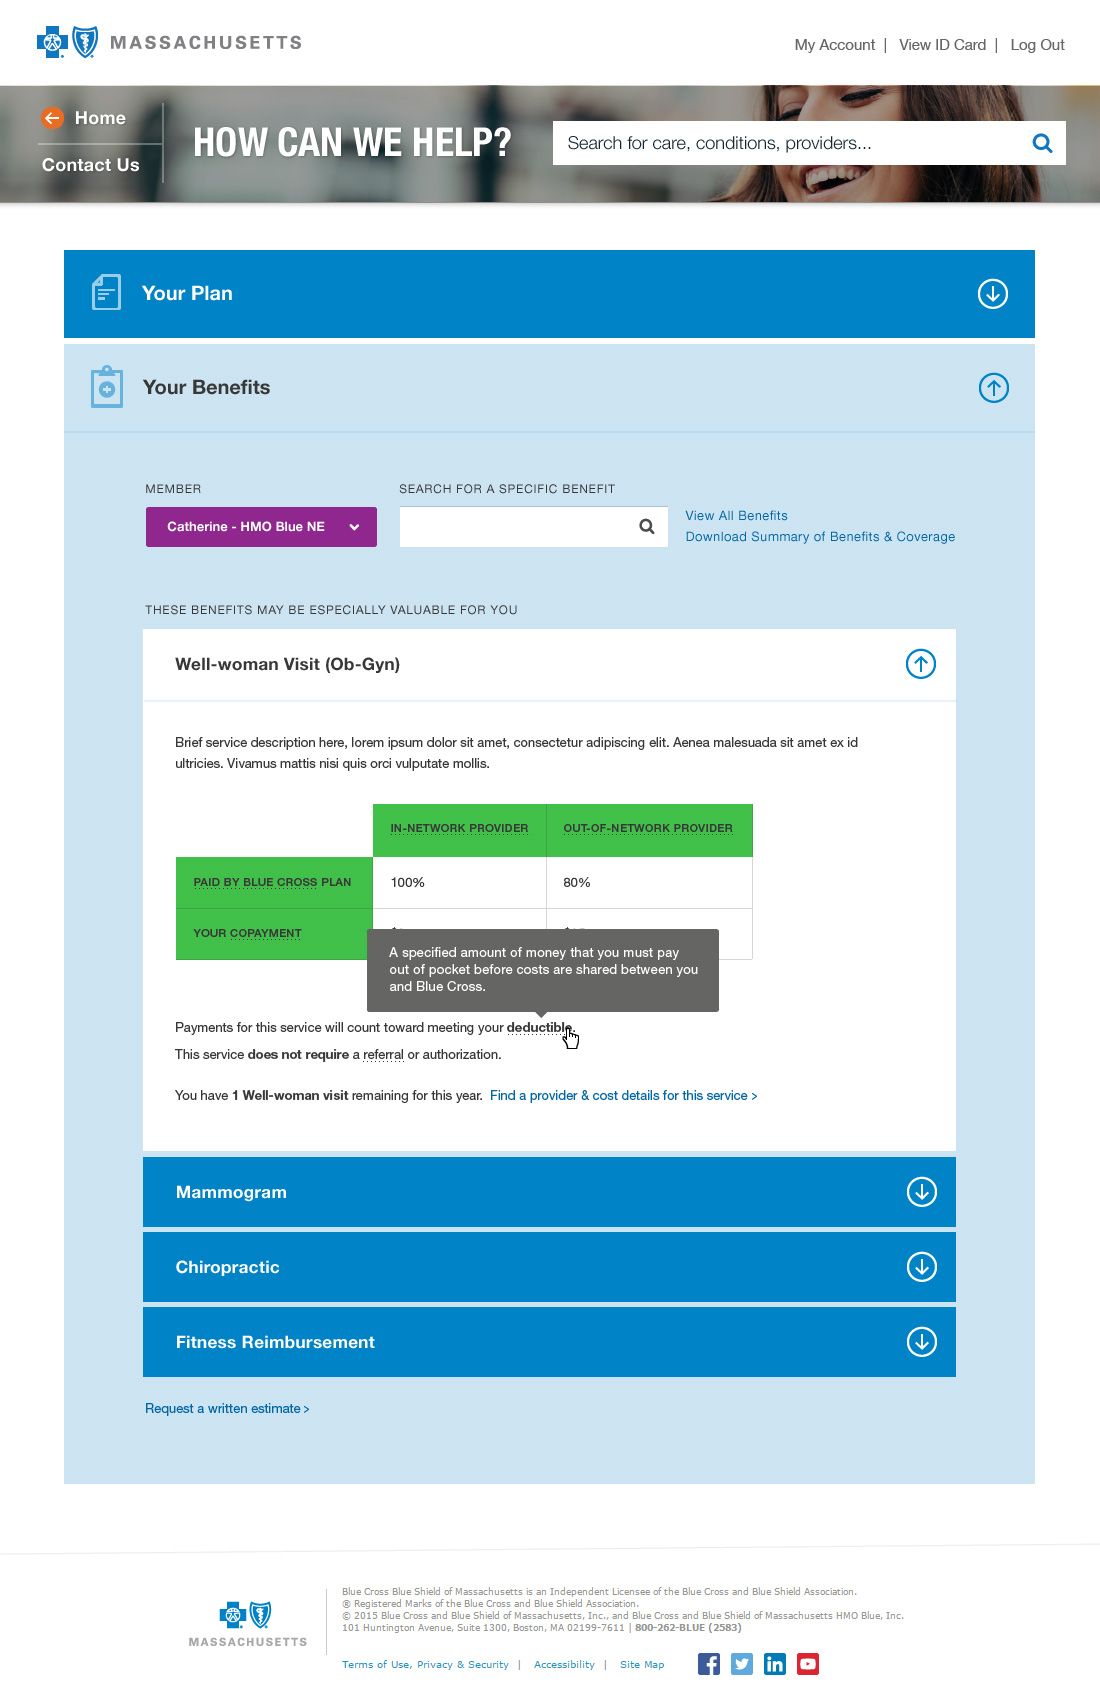 MASSACHUSETTS
My Account | View ID Card | Log Out
Home
Contact Us
HOW CAN WE HELP?
Search for care, conditions, providers...
Your Plan
Your Benefits
MEMBER
SEARCH FOR A SPECIFIC BENEFIT
Catherine - HMO Blue NE
View All Benefits
Download Summary of Benefits & Coverage
THESE BENEFITS MAY BE ESPECIALLY VALUABLE FOR YOU
Well-woman Visit (Ob-Gyn)
Brief service description here, lorem ipsum dolor sit amet, consectetur adipiscing elit. Aenea malesuada sit amet ex id
ultricies. Vivamus mattis nisi quis orci vulputate mollis.
IN-NETWORK PROVIDER OUT-OF-NETWORK PROVIDER
PAID BY BLUE CROSS PLAN 100% 80%
YOUR COPAYMENT
A specified amount of money that you must pay
out of pocket before costs are shared between you
and Blue Cross.
Payments for this service will count toward meeting your deductible.
This service does not require a referral or authorization.
You have 1 Well-woman visit remaining for this year. Find a provider & cost details for this service >
Mammogram
Chiropractic
Fitness Reimbursement
Request a written estimate >
MASSACHUSETTS
Blue Cross Blue Shield of Massachusetts is an Independent Licensee of the Blue Cross and Blue Shield Association.
® Registered Marks of the Blue Cross and Blue Shield Association.
© 2015 Blue Cross and Blue Shield of Massachusetts, Inc., and Blue Cross and Blue Shield of Massachusetts HMO Blue, Inc.
101 Huntington Avenue, Suite 1300, Boston, MA 02199-7611 | 800-262-BLUE (2583)
Terms of Use, Privacy & Security | Accessibility | Site Map